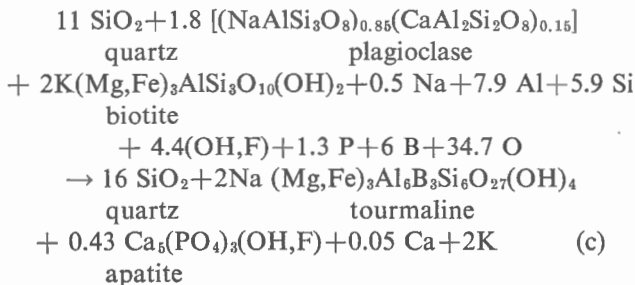 11 SiO₂+1.8 [(NaAlSi₃O₈)₀.₈₅(CaAl₂Si₂O₈)₀.₁₅]
quartz plagioclase
+ 2K(Mg,Fe)₃AlSi₃O₁₀(OH)₂+0.5 Na+7.9 Al+5.9 Si
biotite
+ 4.4(OH,F)+1.3 P+6 B+34.7 O
→ 16 SiO₂+2Na (Mg,Fe)₃Al₆B₃Si₆O₂₇(OH)₄
quartz tourmaline
+ 0.43 Ca₅(PO₄)₃(OH,F)+0.05 Ca+2K (c)
apatite